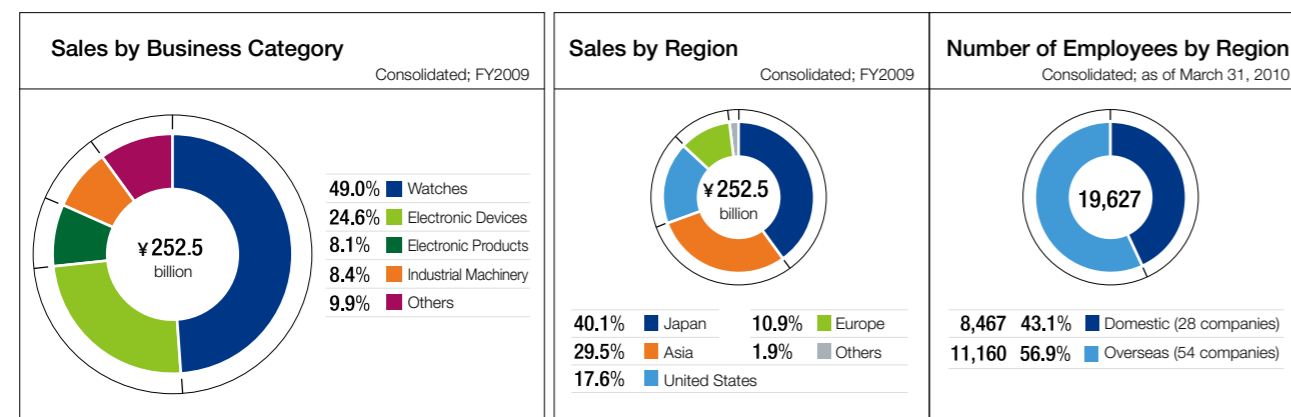 Sales by Business Category
Consolidated; FY2009
¥252.5
billion
49.0% Watches
24.6% Electronic Devices
8.1% Electronic Products
8.4% Industrial Machinery
9.9% Others
Sales by Region
Consolidated; FY2009
¥252.5
billion
40.1% Japan 10.9% Europe
29.5% Asia 1.9% Others
17.6% United States
Number of Employees by Region
Consolidated; as of March 31, 2010
19,627
8,467 43.1% Domestic (28 companies)
11,160 56.9% Overseas (54 companies)